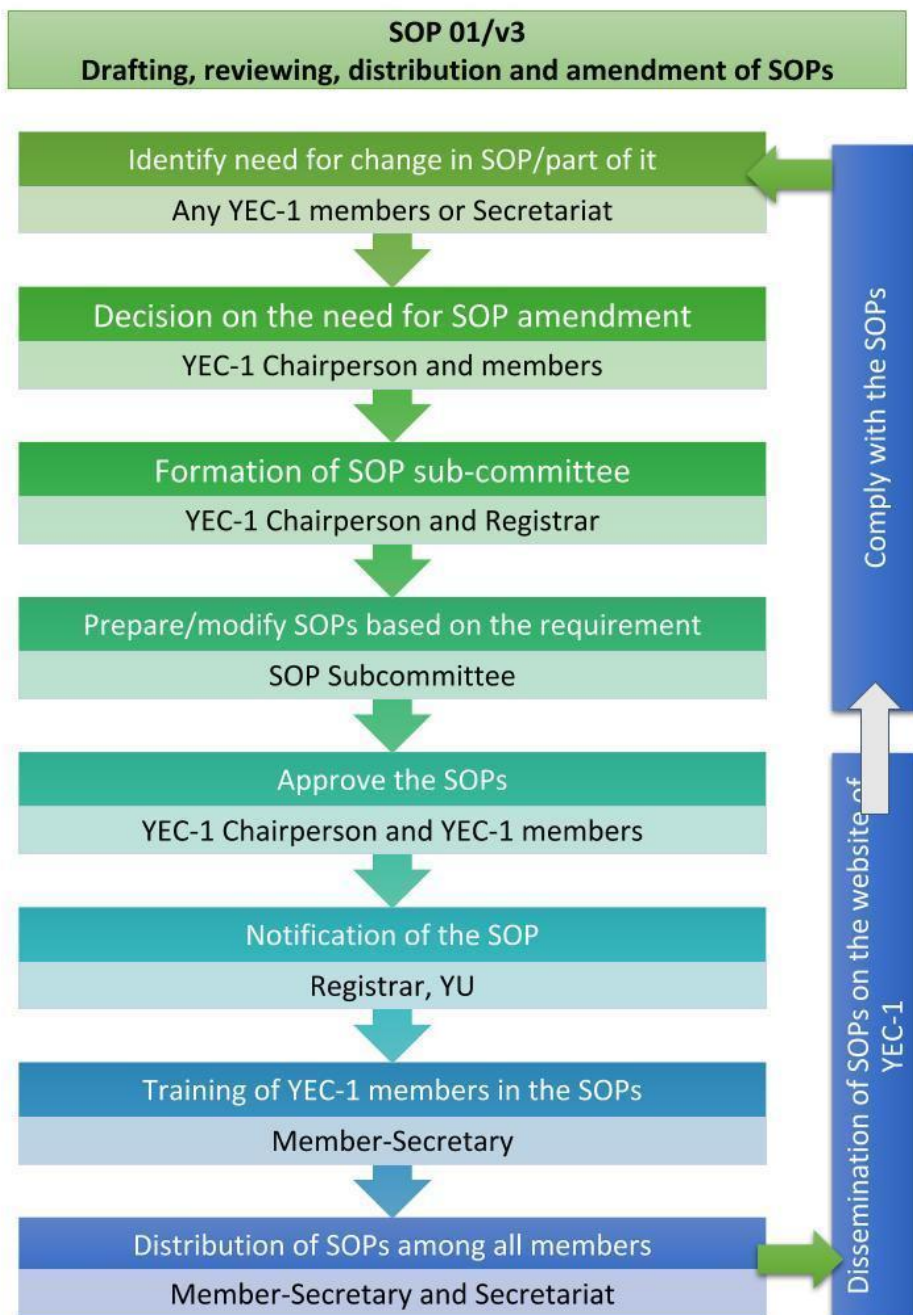 SOP 01/v3
Drafting, reviewing, distribution and amendment of SOPs
Identify need for change in SOP/part of it
Any YEC-1 members or Secretariat
Decision on the need for SOP amendment
YEC-1 Chairperson and members
Formation of SOP sub-committee
YEC-1 Chairperson and Registrar
Prepare/modify SOPs based on the requirement
SOP Subcommittee
Approve the SOPs
YEC-1 Chairperson and YEC-1 members
Notification of the SOP
Registrar, YU
Training of YEC-1 members in the SOPs
Member-Secretary
Distribution of SOPs among all members
Member-Secretary and Secretariat
Dissemination of SOPs on the website of
YEC-1
Comply with the SOPs